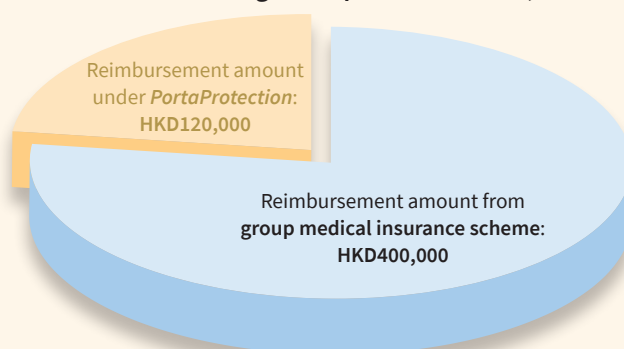 Reimbursement amount
under PortaProtection:
HKD120,000
Reimbursement amount from
group medical insurance scheme:
HKD400,000